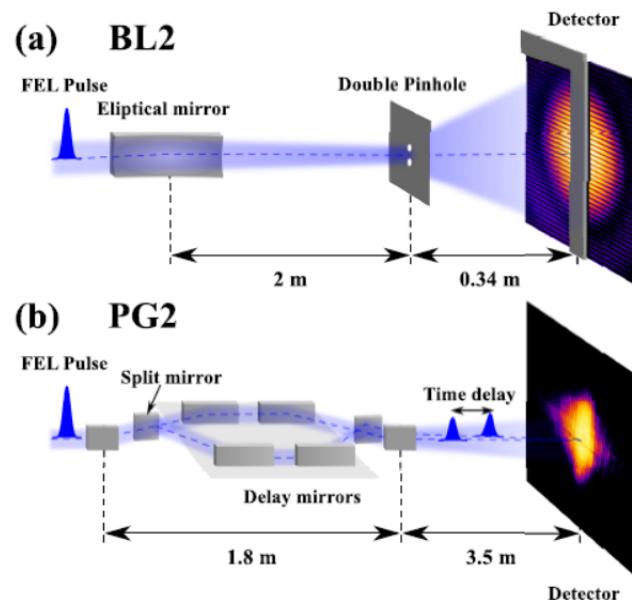 (a) BL2
Detector
FEL Pulse
Eliptical mirror
Double Pinhole
2 m
0.34 m
(b) PG2
FEL Pulse
Split mirror
Time delay
Delay mirrors
1.8 m
3.5 m
Detector